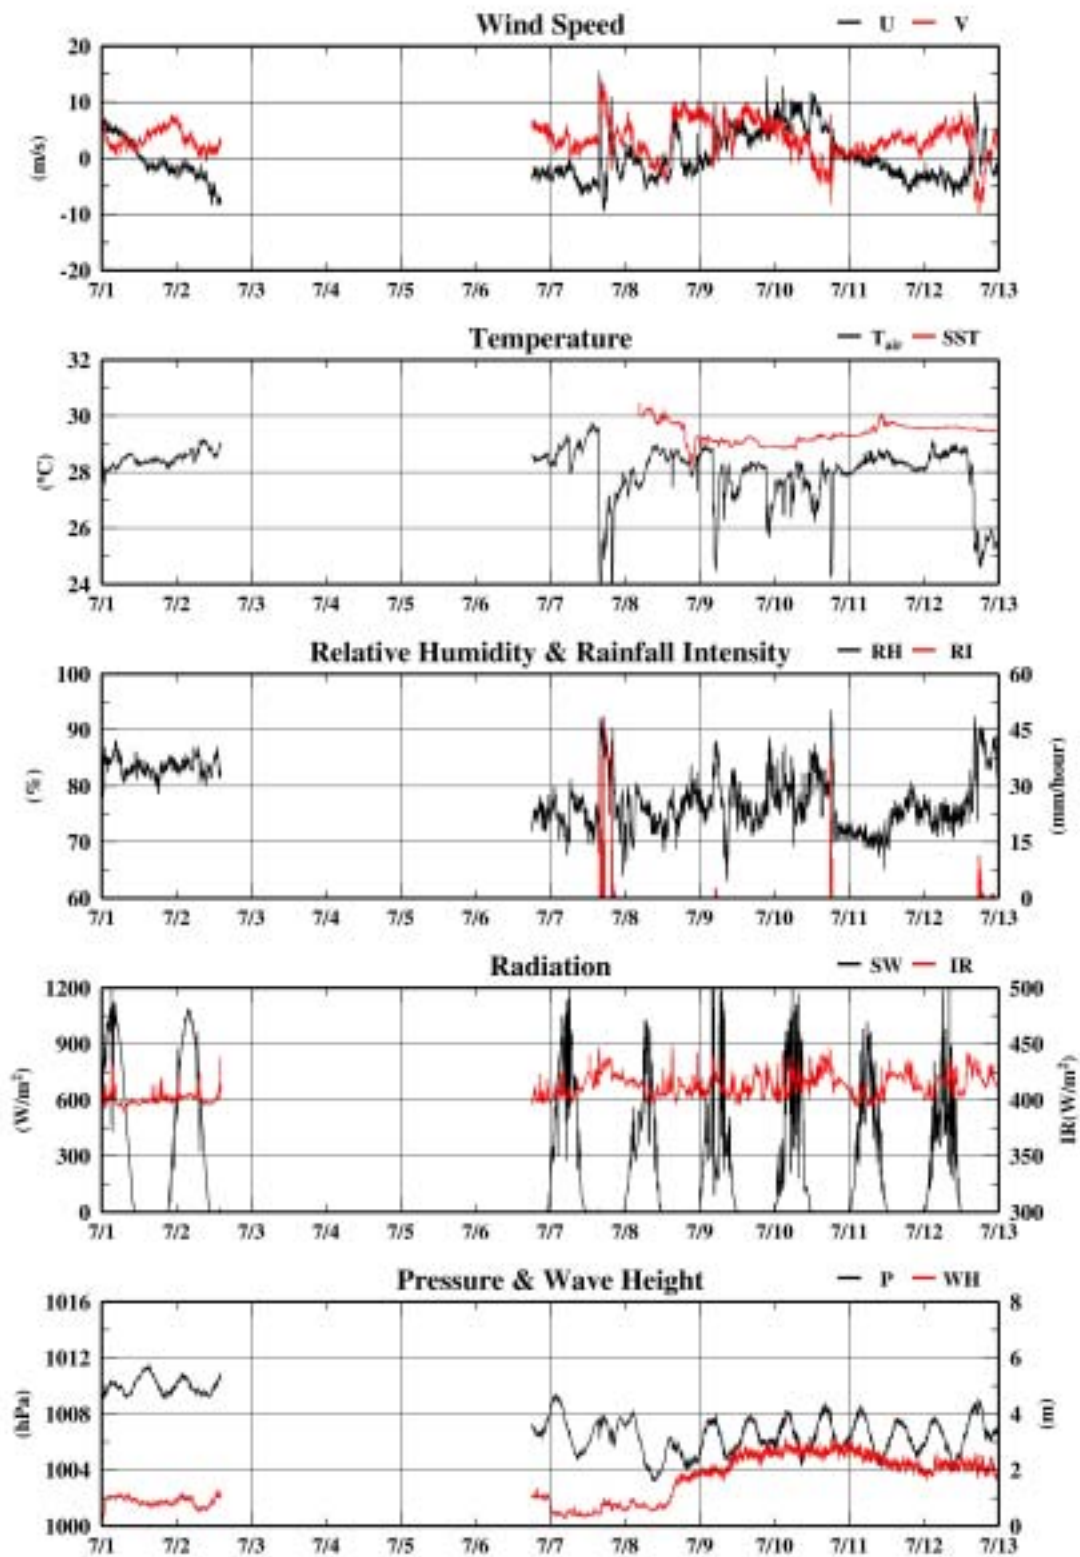 Wind Speed U V
20
10
0
-10
-20
(m/s)
7/1 7/2 7/3 7/4 7/5 7/6 7/7 7/8 7/9 7/10 7/11 7/12 7/13
Temperature Tair SST
32
30
28
26
24
(°C)
7/1 7/2 7/3 7/4 7/5 7/6 7/7 7/8 7/9 7/10 7/11 7/12 7/13
Relative Humidity & Rainfall Intensity RH RI
100 60
90 45
80 30
70 15
60 0
(%) (mm/hour)
7/1 7/2 7/3 7/4 7/5 7/6 7/7 7/8 7/9 7/10 7/11 7/12 7/13
Radiation SW IR
1200 500
900 450
600 400
300 350
0 300
(W/m²) IR(W/m²)
7/1 7/2 7/3 7/4 7/5 7/6 7/7 7/8 7/9 7/10 7/11 7/12 7/13
Pressure & Wave Height P WH
1016 8
1012 6
1008 4
1004 2
1000 0
(hPa) (m)
7/1 7/2 7/3 7/4 7/5 7/6 7/7 7/8 7/9 7/10 7/11 7/12 7/13